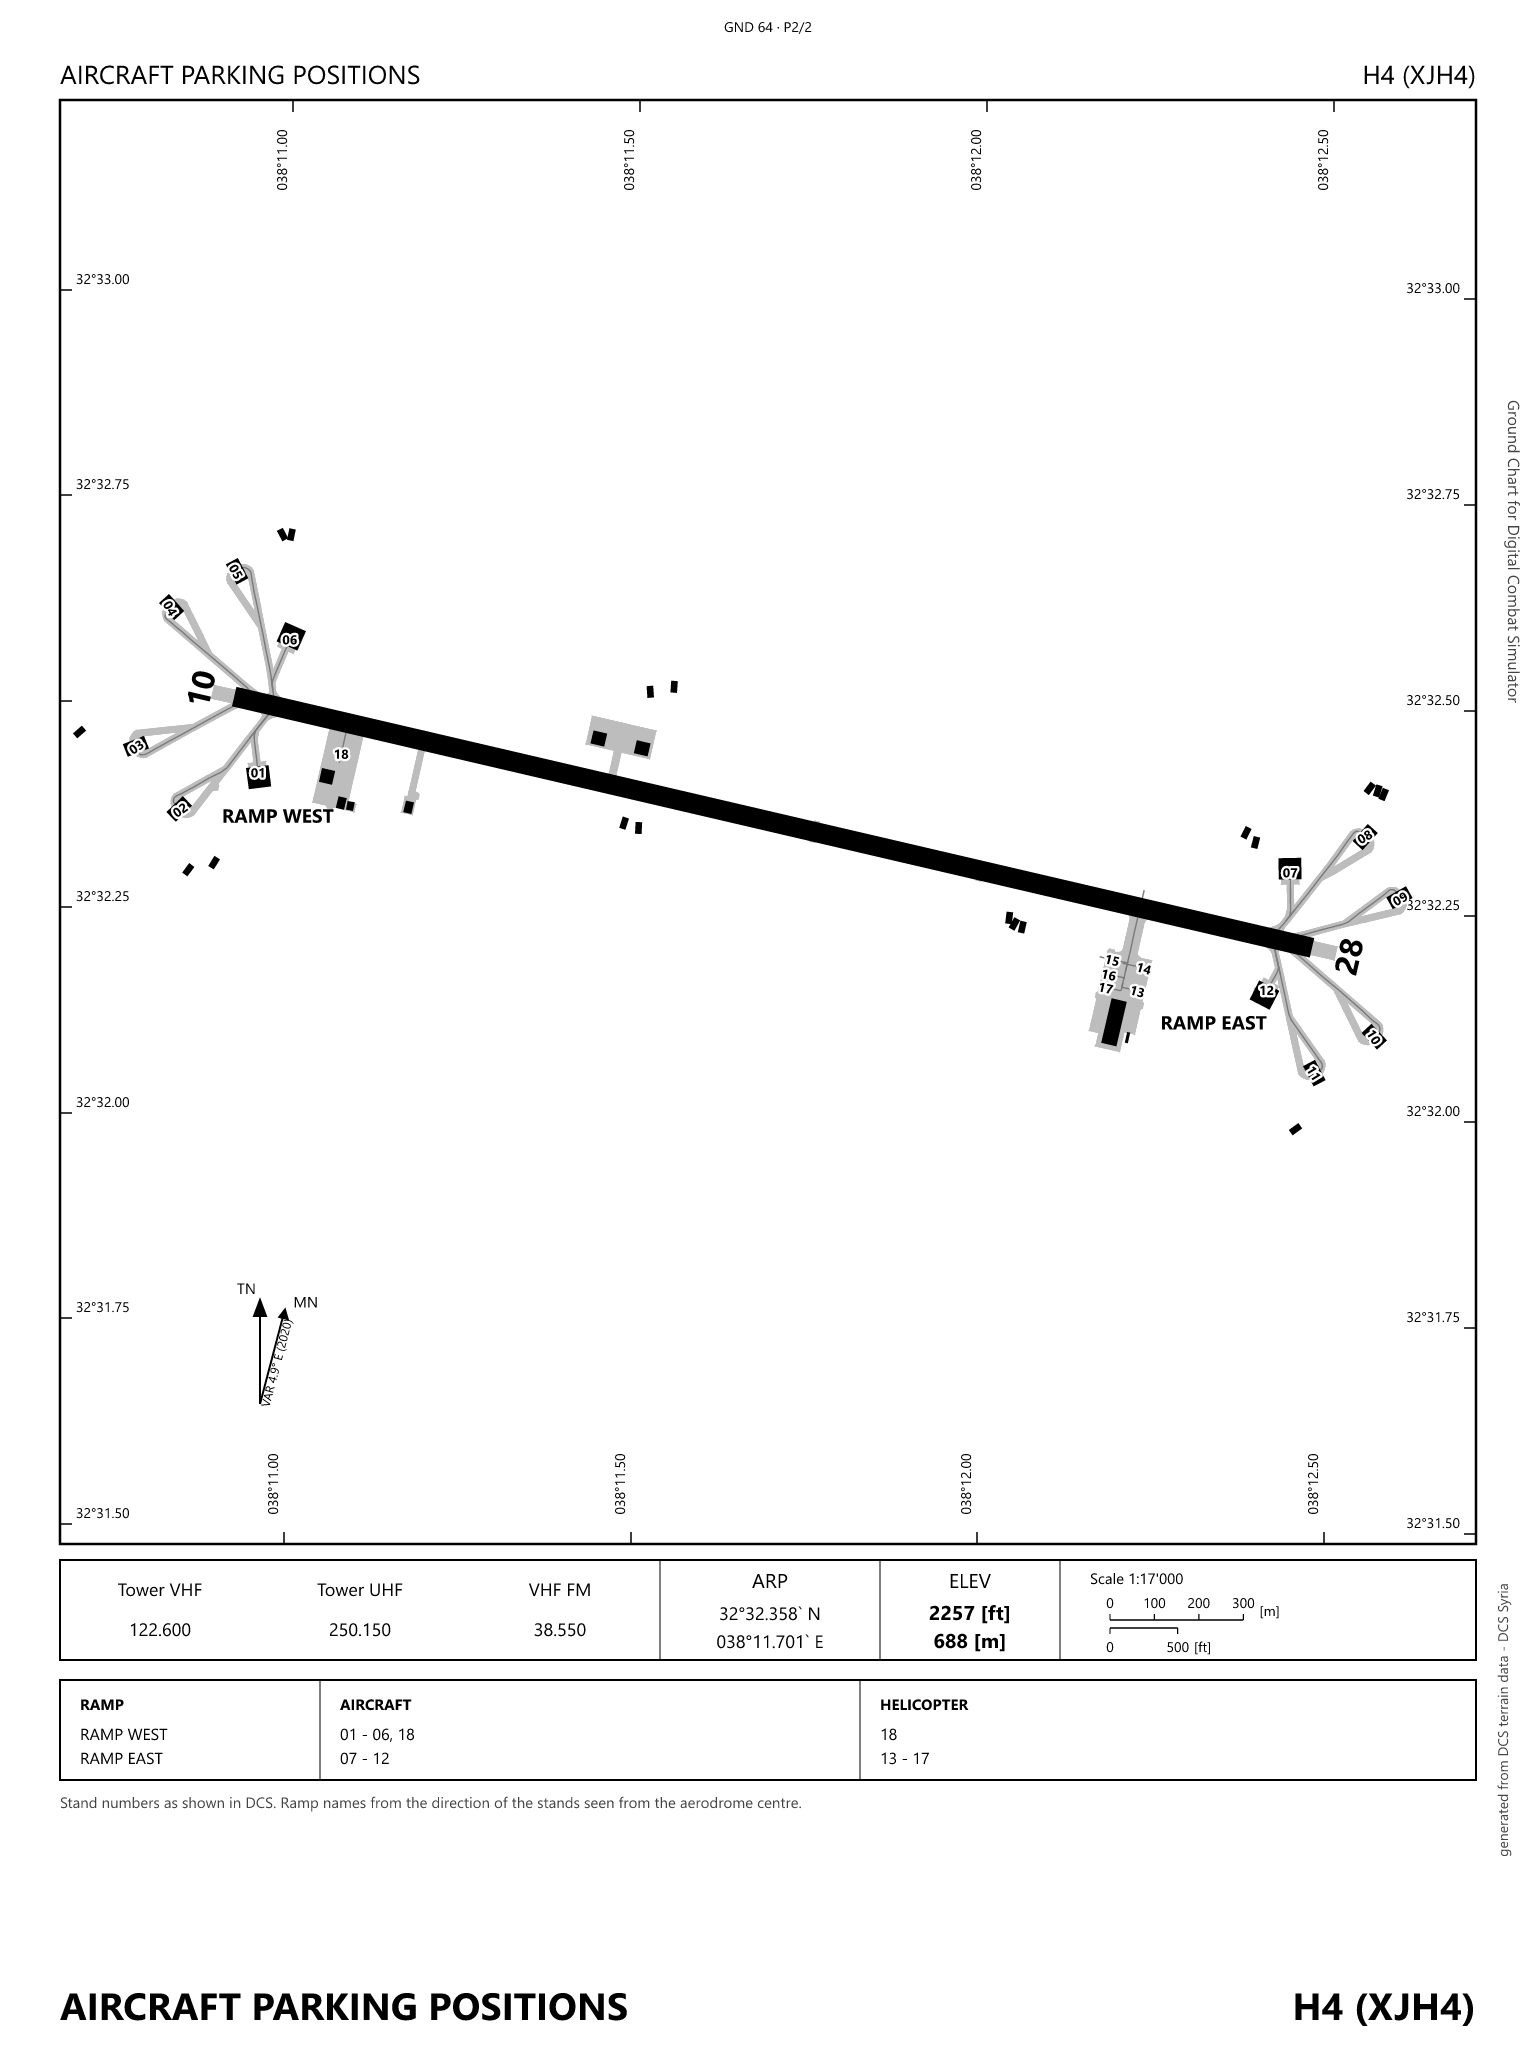 GND 64 · P2/2
AIRCRAFT PARKING POSITIONS
H4 (XJH4)
038°11.00
038°11.50
038°12.00
038°12.50
32°33.00
32°33.00
32°32.75
32°32.75
Ground Chart for Digital Combat Simulator
05
04
06
10
32°32.50
03
18
01
02
RAMP WEST
08
07
09
32°32.25
32°32.25
28
15
14
16
17
13
12
RAMP EAST
10
11
32°32.00
32°32.00
TN
MN
VAR 4.9° E (2020)
32°31.75
32°31.75
038°11.00
038°11.50
038°12.00
038°12.50
32°31.50
32°31.50
Tower VHF
122.600
Tower UHF
250.150
VHF FM
38.550
ARP
32°32.358` N
038°11.701` E
ELEV
2257 [ft]
688 [m]
Scale 1:17'000
0 100 200 300 [m]
0 500 [ft]
RAMP AIRCRAFT HELICOPTER
RAMP WEST 01 - 06, 18 18
RAMP EAST 07 - 12 13 - 17
Stand numbers as shown in DCS. Ramp names from the direction of the stands seen from the aerodrome centre.
generated from DCS terrain data - DCS Syria
AIRCRAFT PARKING POSITIONS
H4 (XJH4)